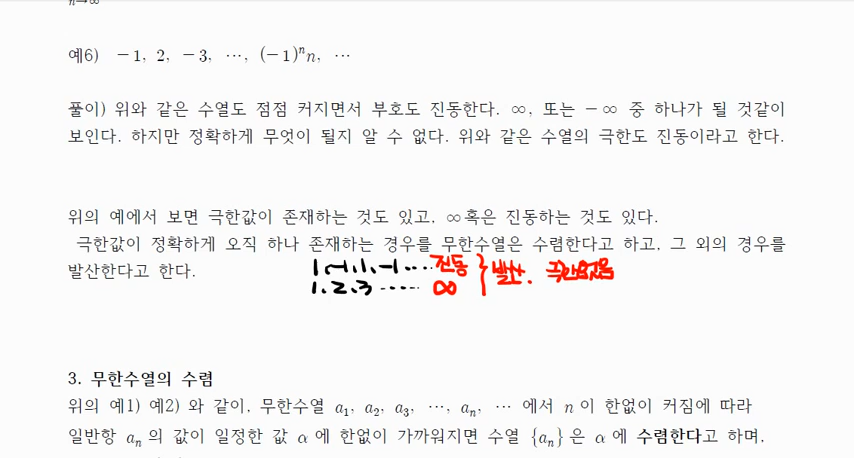 n→∞
예6) −1, 2, −3, ⋯, (−1)ⁿn, ⋯
풀이) 위와 같은 수열도 점점 커지면서 부호도 진동한다. ∞, 또는 −∞ 중 하나가 될 것같이
보인다. 하지만 정확하게 무엇이 될지 알 수 없다. 위와 같은 수열의 극한도 진동이라고 한다.
위의 예에서 보면 극한값이 존재하는 것도 있고, ∞혹은 진동하는 것도 있다.
극한값이 정확하게 오직 하나 존재하는 경우를 무한수열은 수렴한다고 하고, 그 외의 경우를
발산한다고 한다.
1, -1, 1, -1 ⋯⋯ 진동 } 발산. 극한없음
1, 2, 3 ⋯⋯ ∞
3. 무한수열의 수렴
위의 예1) 예2) 와 같이, 무한수열 a₁, a₂, a₃, ⋯, aₙ, ⋯ 에서 n 이 한없이 커짐에 따라
일반항 aₙ 의 값이 일정한 값 α 에 한없이 가까워지면 수열 {aₙ} 은 α 에 수렴한다고 하며,